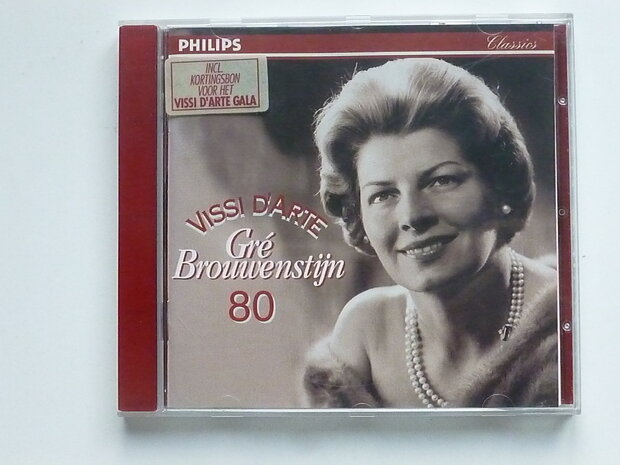 PHILIPS
Classics
INCL.
KORTINGSBON
VOOR HET
VISSI D'ARTE GALA
VISSI D'ARTE
Gré
Brouwenstijn
80